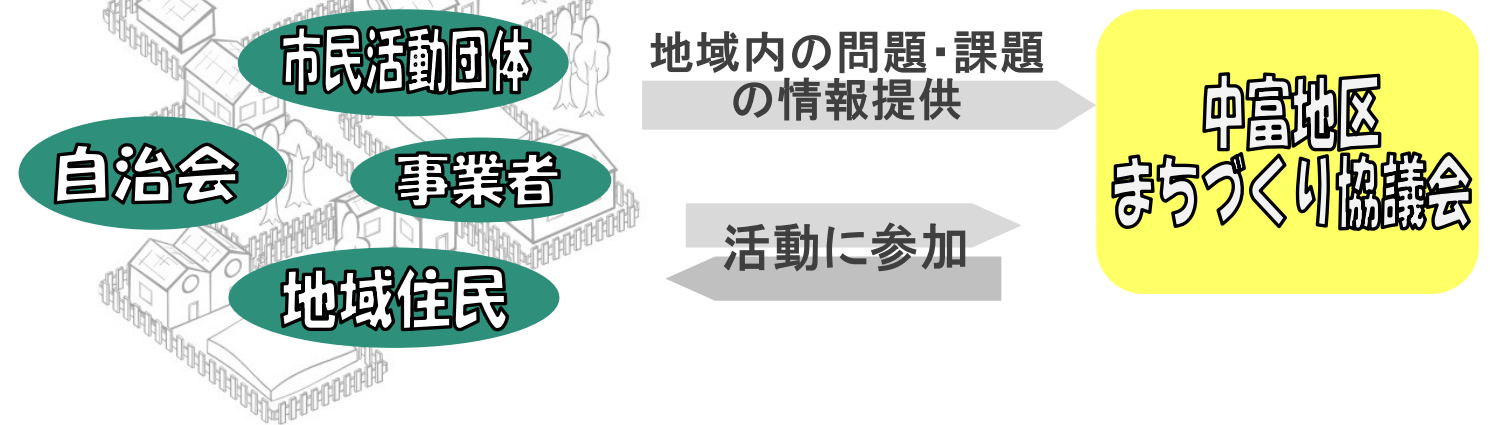 市民活動団体
自治会
事業者
地域住民
地域内の問題・課題
の情報提供
活動に参加
中富地区
まちづくり協議会